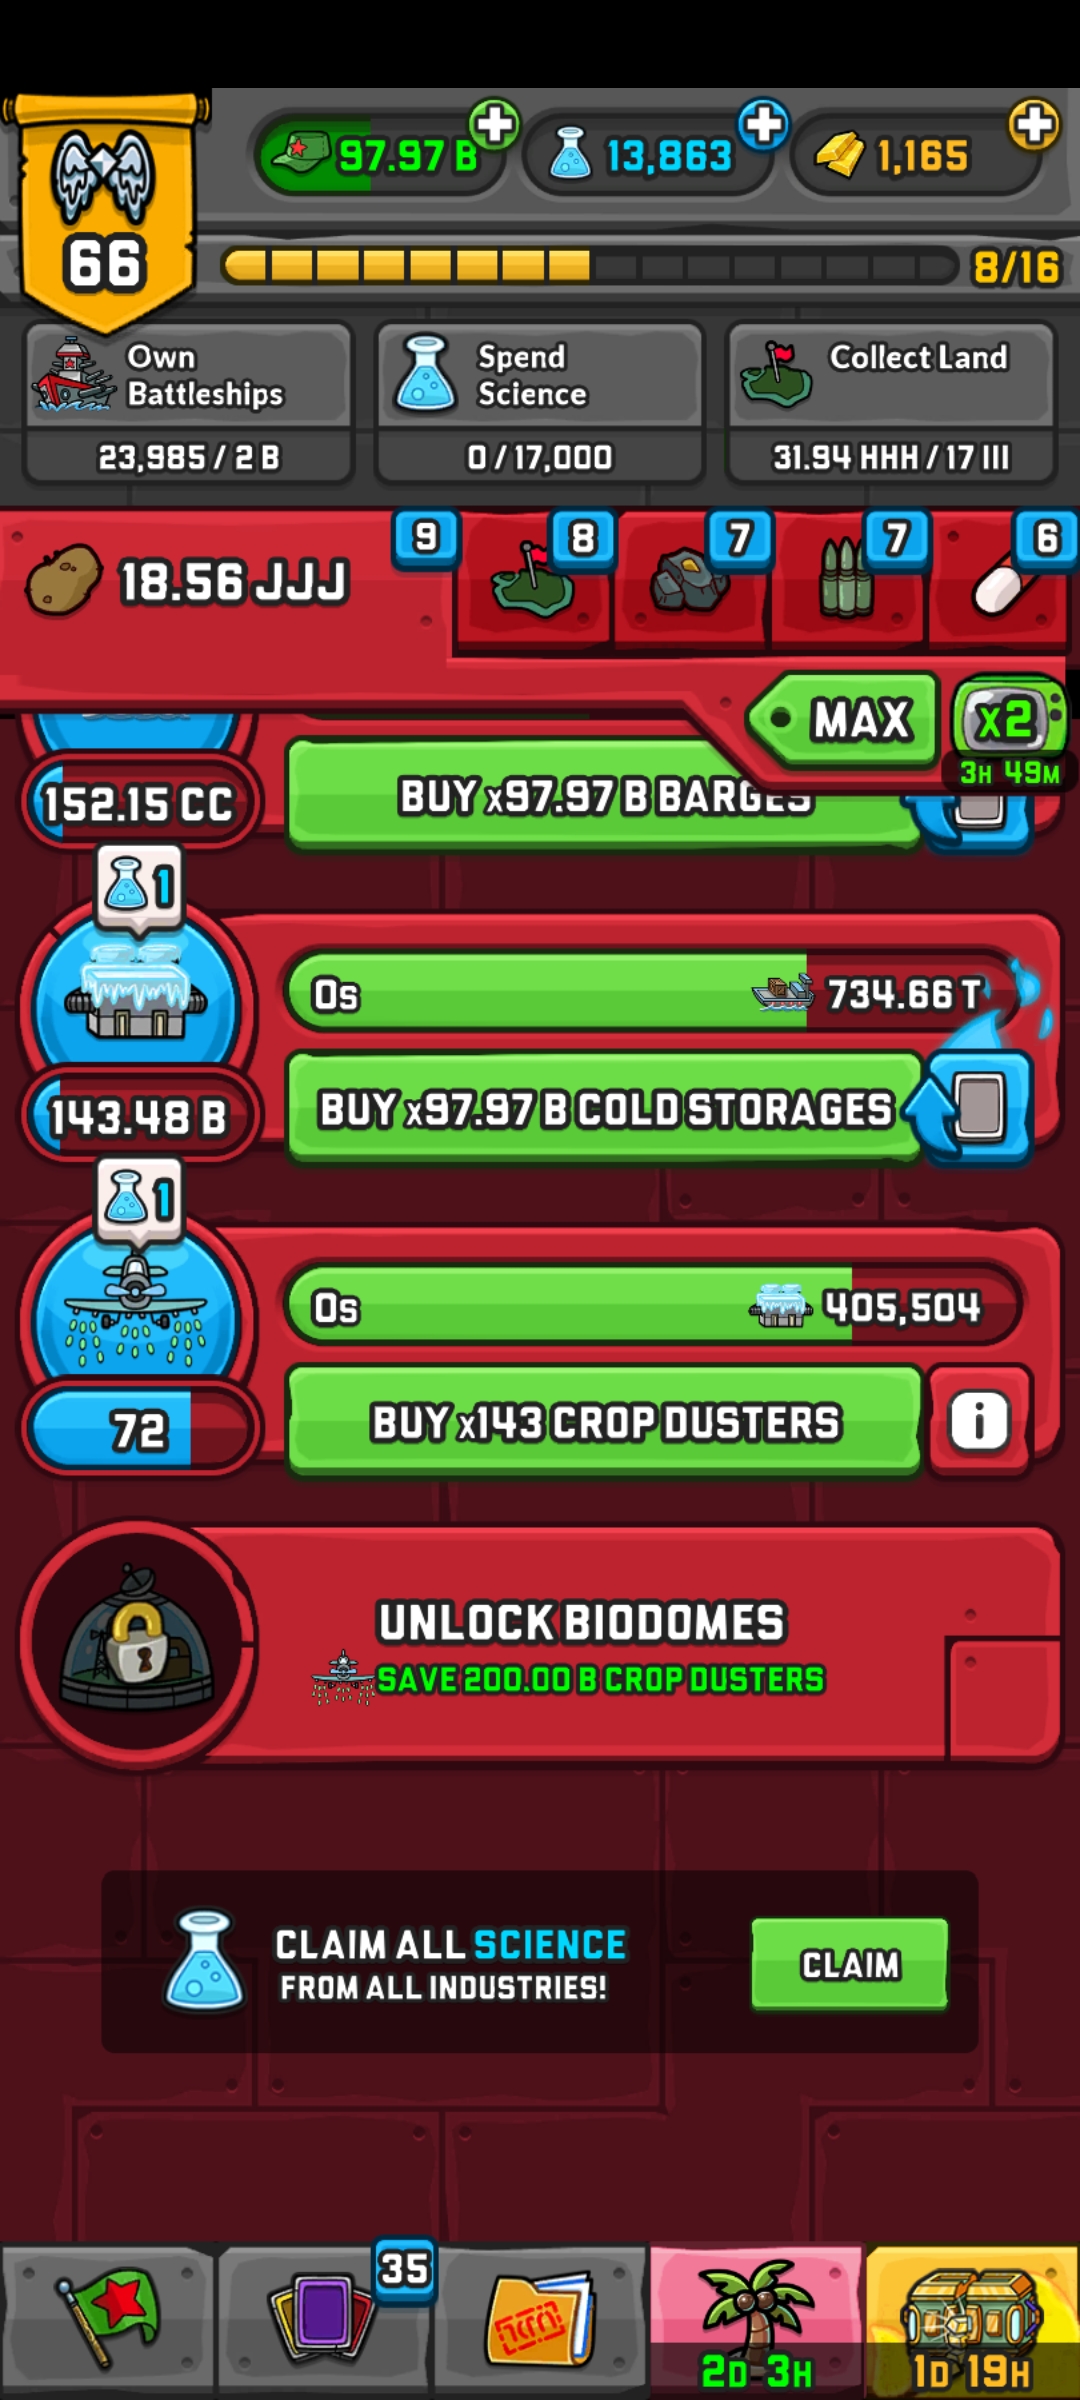 97.97 B
13,863
1,165
66
8/16
Own
Battleships
23,985 / 2 B
Spend
Science
0 / 17,000
Collect Land
31.94 HHH / 17 III
18.56 JJJ
9
8
7
7
6
MAX
x2
3H 49M
152.15 CC
BUY x97.97 B BARGES
1
0s
734.66 T
143.48 B
BUY x97.97 B COLD STORAGES
1
0s
405,504
72
BUY x143 CROP DUSTERS
i
UNLOCK BIODOMES
SAVE 200.00 B CROP DUSTERS
CLAIM ALL SCIENCE
FROM ALL INDUSTRIES!
CLAIM
35
2D 3H
1D 19H